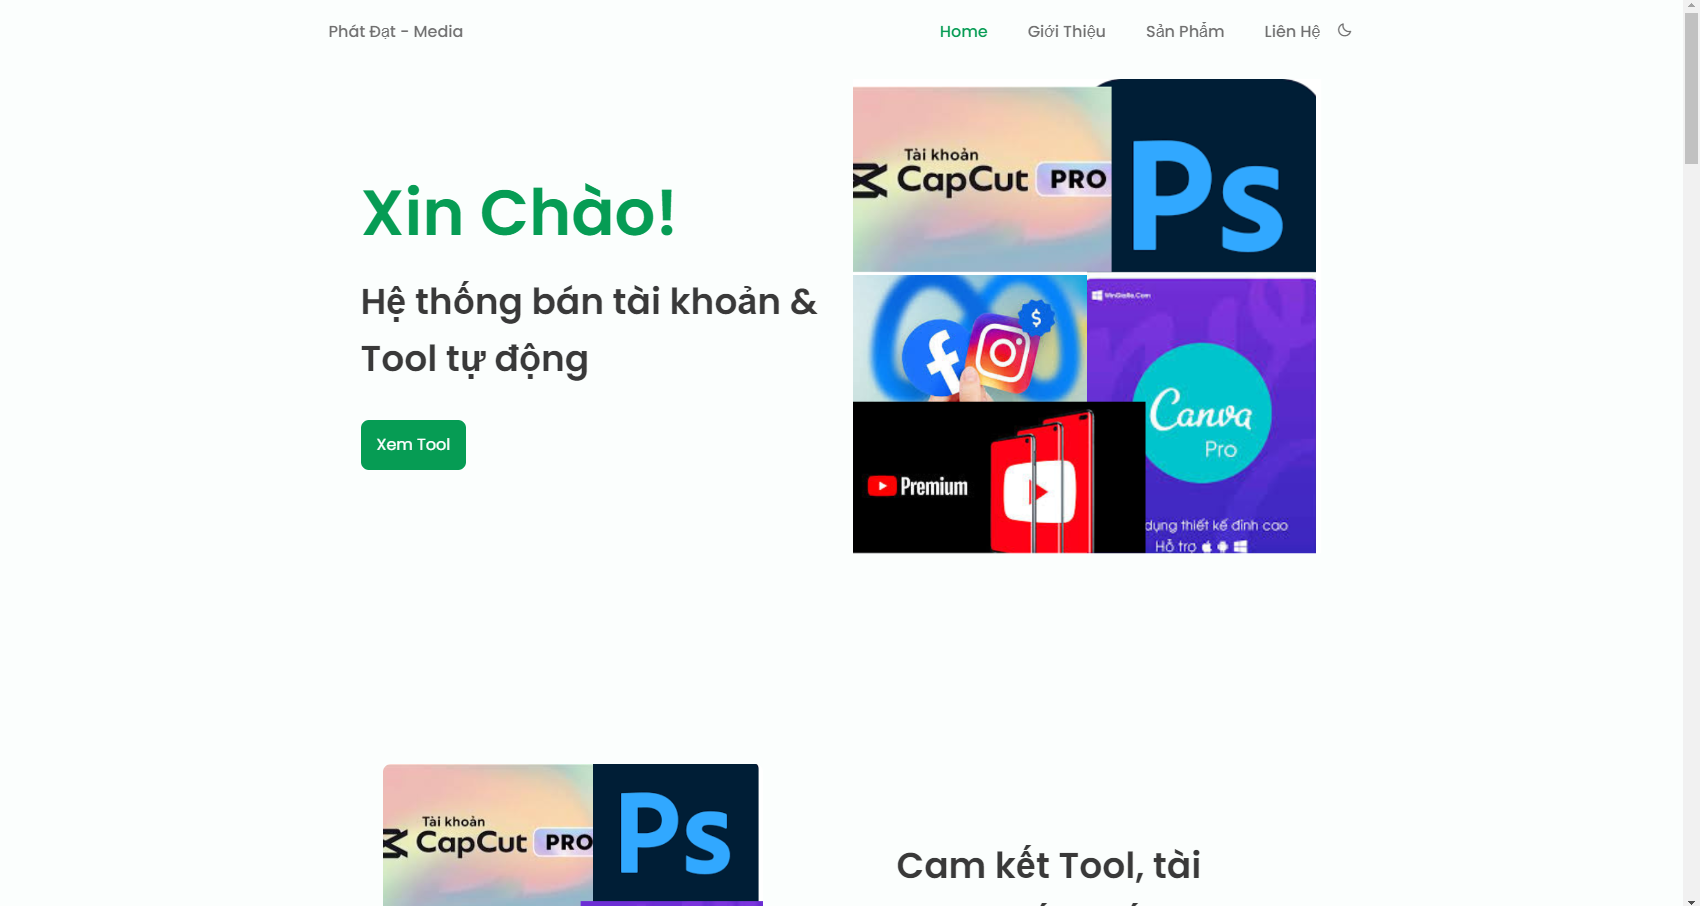 Phát Đạt - Media
Home
Giới Thiệu
Sản Phẩm
Liên Hệ
Xin Chào!
Hệ thống bán tài khoản &
Tool tự động
Xem Tool
Tài khoản
CapCut PRO
Ps
$
WinGiaRe.Com
Canva
Pro
dụng thiết kế đỉnh cao
Hỗ trợ
Premium
Tài khoản
CapCut PRO
Ps
Cam kết Tool, tài